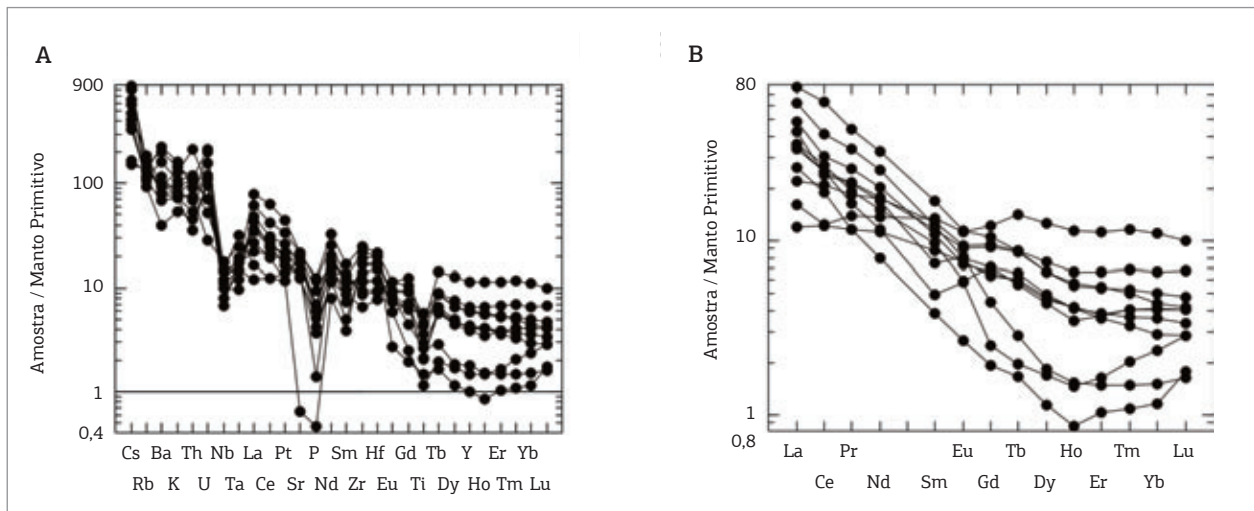 A
900
100
10
1
0,4
Amostra / Manto Primitivo
Cs Ba Th Nb La Pt P Sm Hf Gd Tb Y Er Yb
Rb K U Ta Ce Sr Nd Zr Eu Ti Dy Ho Tm Lu
B
80
10
1
0,8
Amostra / Manto Primitivo
La Pr Eu Tb Ho Tm Lu
Ce Nd Sm Gd Dy Er Yb